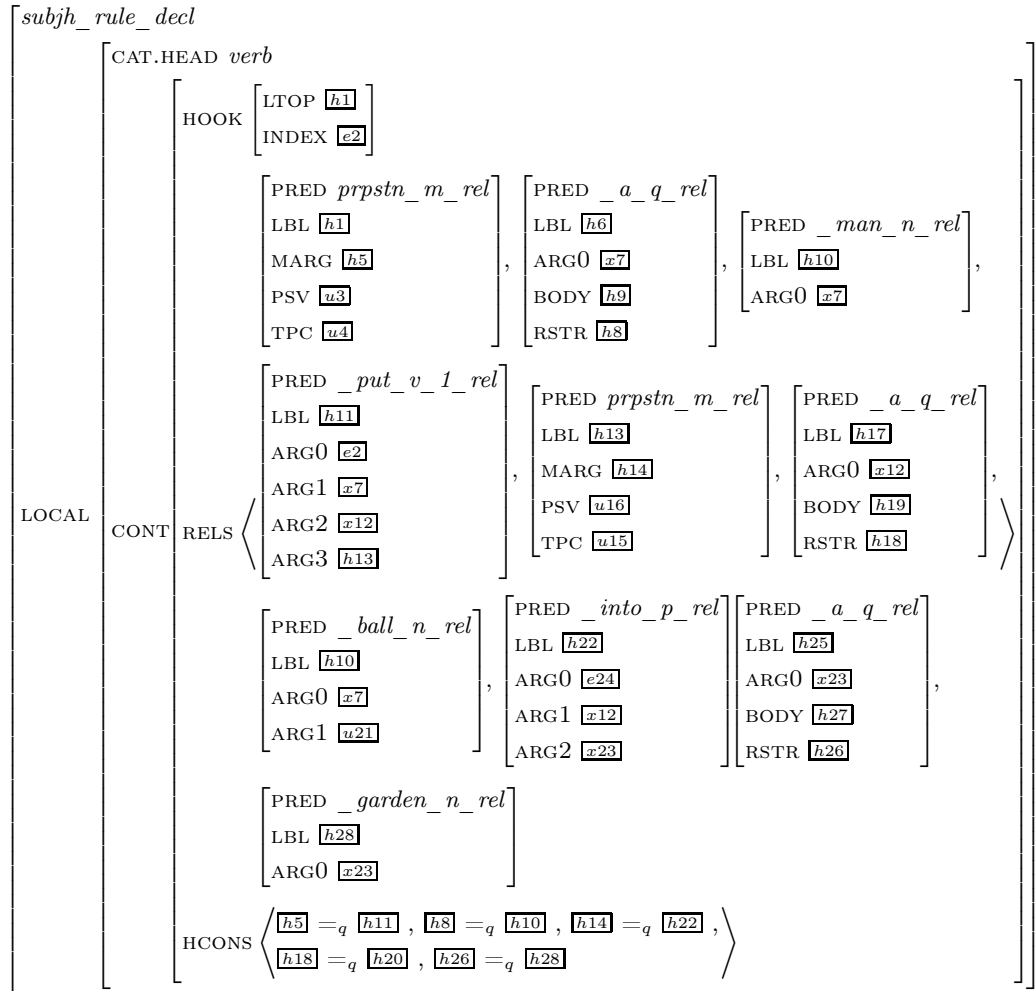 subjh_rule_decl
CAT.HEAD verb
LTOP h1
HOOK
INDEX e2
PRED prpstn_m_rel PRED _a_q_rel
LBL h1 LBL h6 PRED _man_n_rel
MARG h5 , ARG0 x7 , LBL h10 ,
PSV u3 BODY h9 ARG0 x7
TPC u4 RSTR h8
PRED _put_v_1_rel
LBL h11 PRED prpstn_m_rel PRED _a_q_rel
ARG0 e2 LBL h13 LBL h17
ARG1 x7 , MARG h14 , ARG0 x12 ,
ARG2 x12 PSV u16 BODY h19
ARG3 h13 TPC u15 RSTR h18
LOCAL CONT RELS ⟨ ⟩
PRED _ball_n_rel PRED _into_p_rel PRED _a_q_rel
LBL h10 LBL h22 LBL h25
ARG0 x7 , ARG0 e24 ARG0 x23 ,
ARG1 u21 ARG1 x12 BODY h27
ARG2 x23 RSTR h26
PRED _garden_n_rel
LBL h28
ARG0 x23
HCONS ⟨ h5 =q h11 , h8 =q h10 , h14 =q h22 ,
h18 =q h20 , h26 =q h28 ⟩